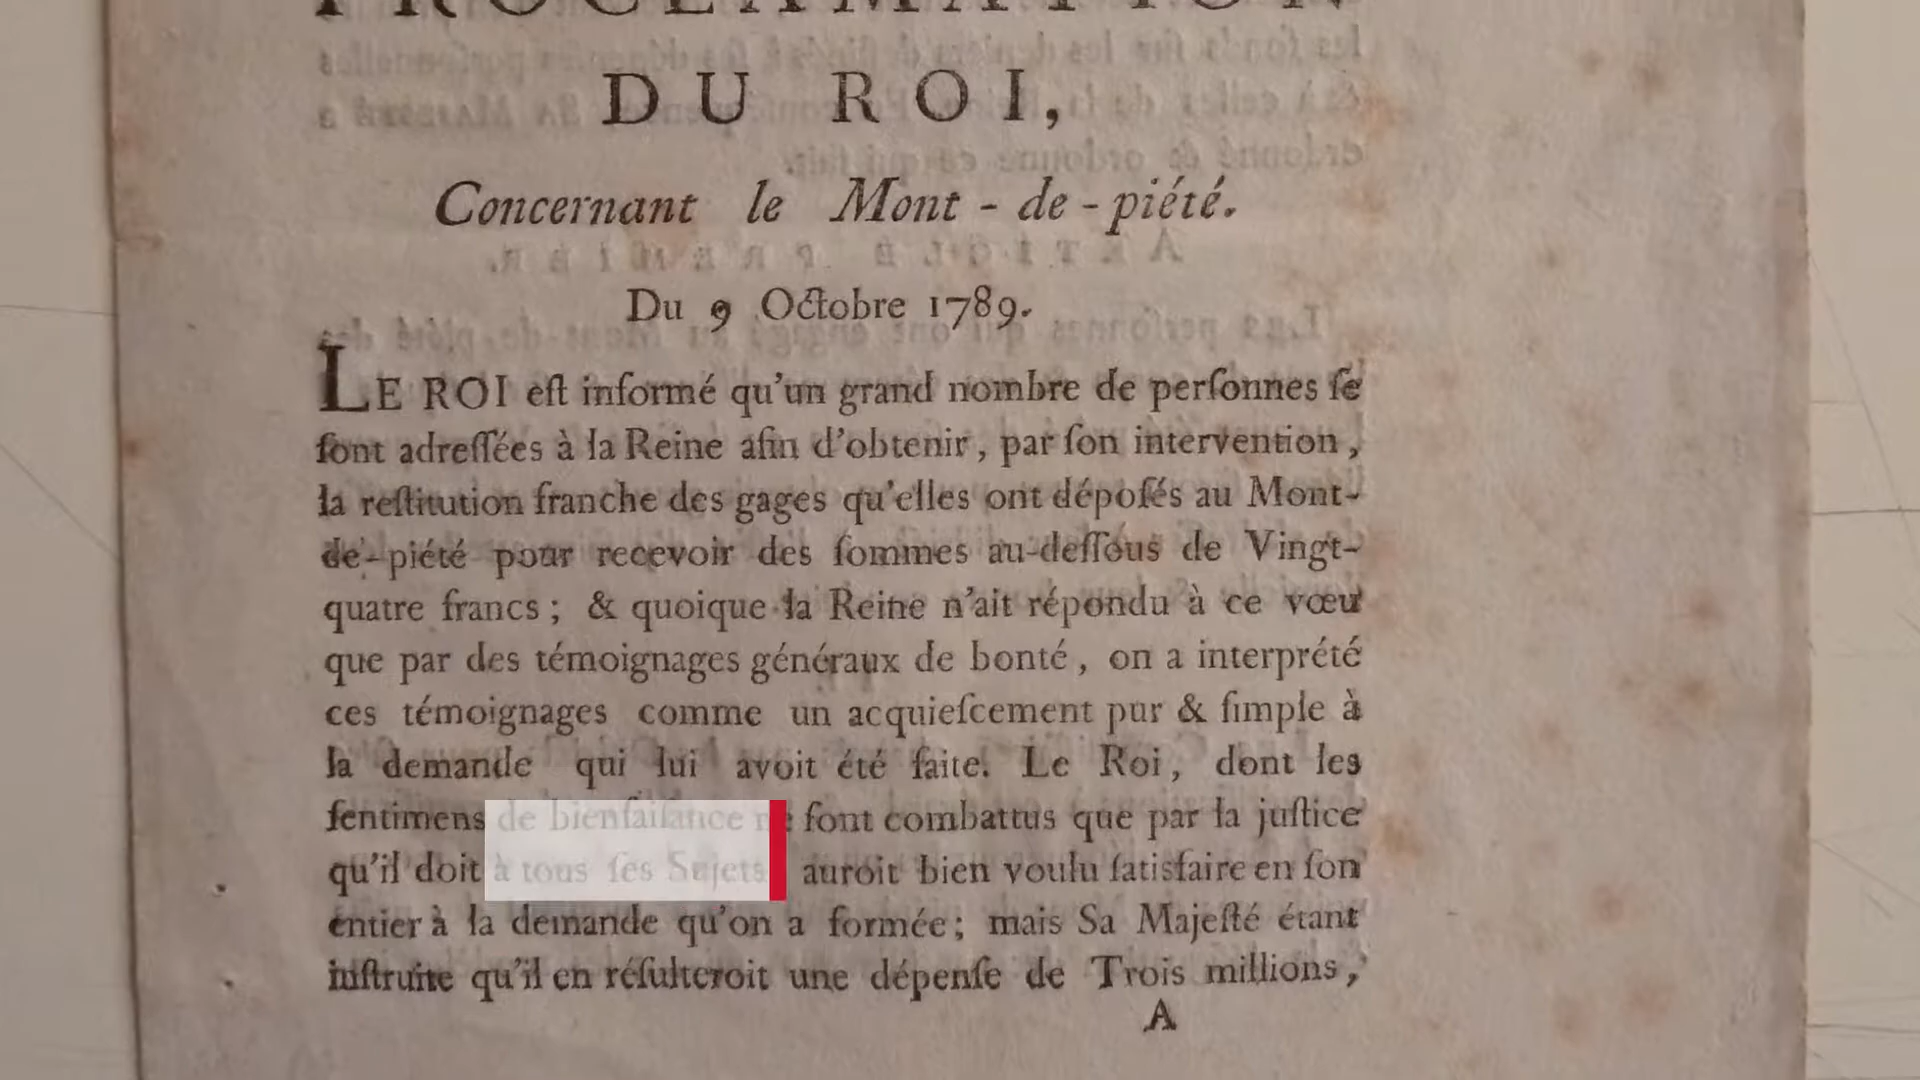 PROCLAMATION
DU ROI,
Concernant le Mont-de-piété.
Du 9 Octobre 1789.
LE ROI eſt informé qu'un grand nombre de perſonnes ſe
ſont adreſſées à la Reine afin d'obtenir, par ſon intervention,
la reſtitution franche des gages qu'elles ont dépoſés au Mont-
de-piété pour recevoir des ſommes au-deſſous de Vingt-
quatre francs; & quoique la Reine n'ait répondu à ce vœu
que par des témoignages généraux de bonté, on a interprété
ces témoignages comme un acquieſcement pur & ſimple à
la demande qui lui avoit été faite. Le Roi, dont les
ſentimens de bienfaiſance ne ſont combattus que par la juſtice
qu'il doit à tous ſes Sujets auroit bien voulu ſatisfaire en ſon
entier à la demande qu'on a formée; mais Sa Majeſté étant
inſtruite qu'il en réſulteroit une dépenſe de Trois millions,
A